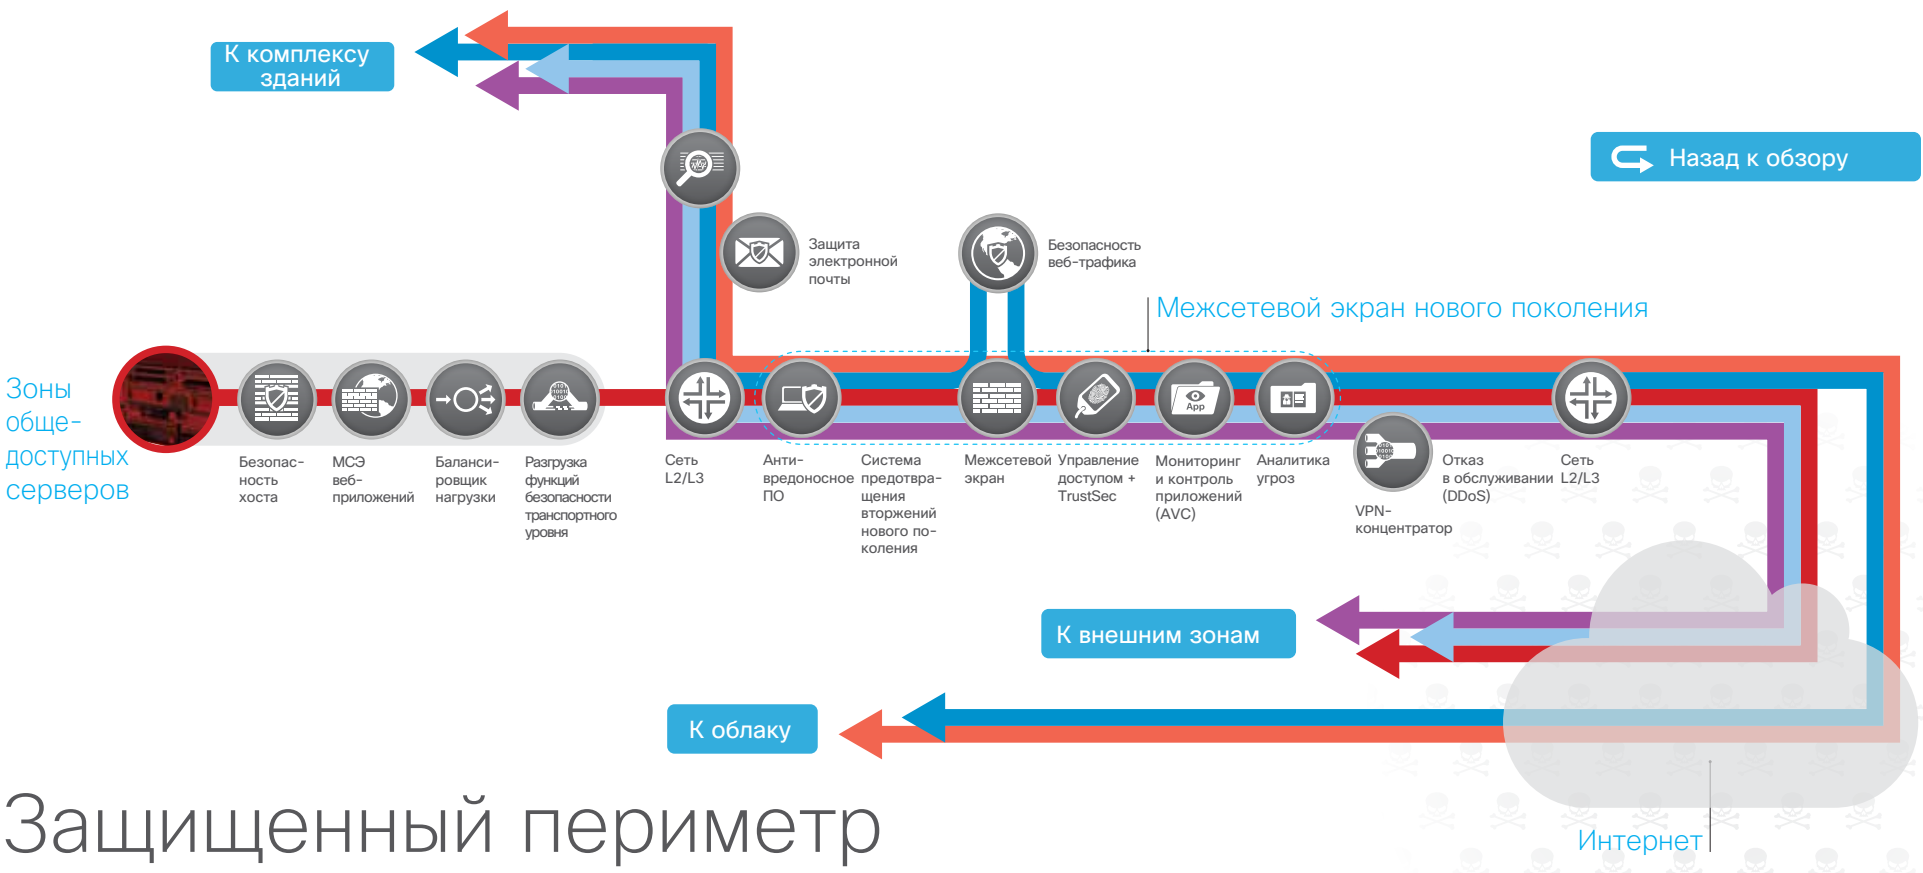 К комплексу
зданий
Назад к обзору
Защита
электронной
почты
Безопасность
веб-трафика
Межсетевой экран нового поколения
Зоны
обще-
доступных
серверов
Безопас-
ность
хоста
МСЭ
веб-
приложений
Баланси-
ровщик
нагрузки
Разгрузка
функций
безопасности
транспортного
уровня
Сеть
L2/L3
Анти-
вредоносное
ПО
Система
предотвра-
щения
вторжений
нового по-
коления
Межсетевой
экран
Управление
доступом +
TrustSec
App
Мониторинг
и контроль
приложений
(AVC)
Аналитика
угроз
VPN-
концентратор
Отказ
в обслуживании
(DDoS)
Сеть
L2/L3
К внешним зонам
К облаку
Интернет
Защищенный периметр